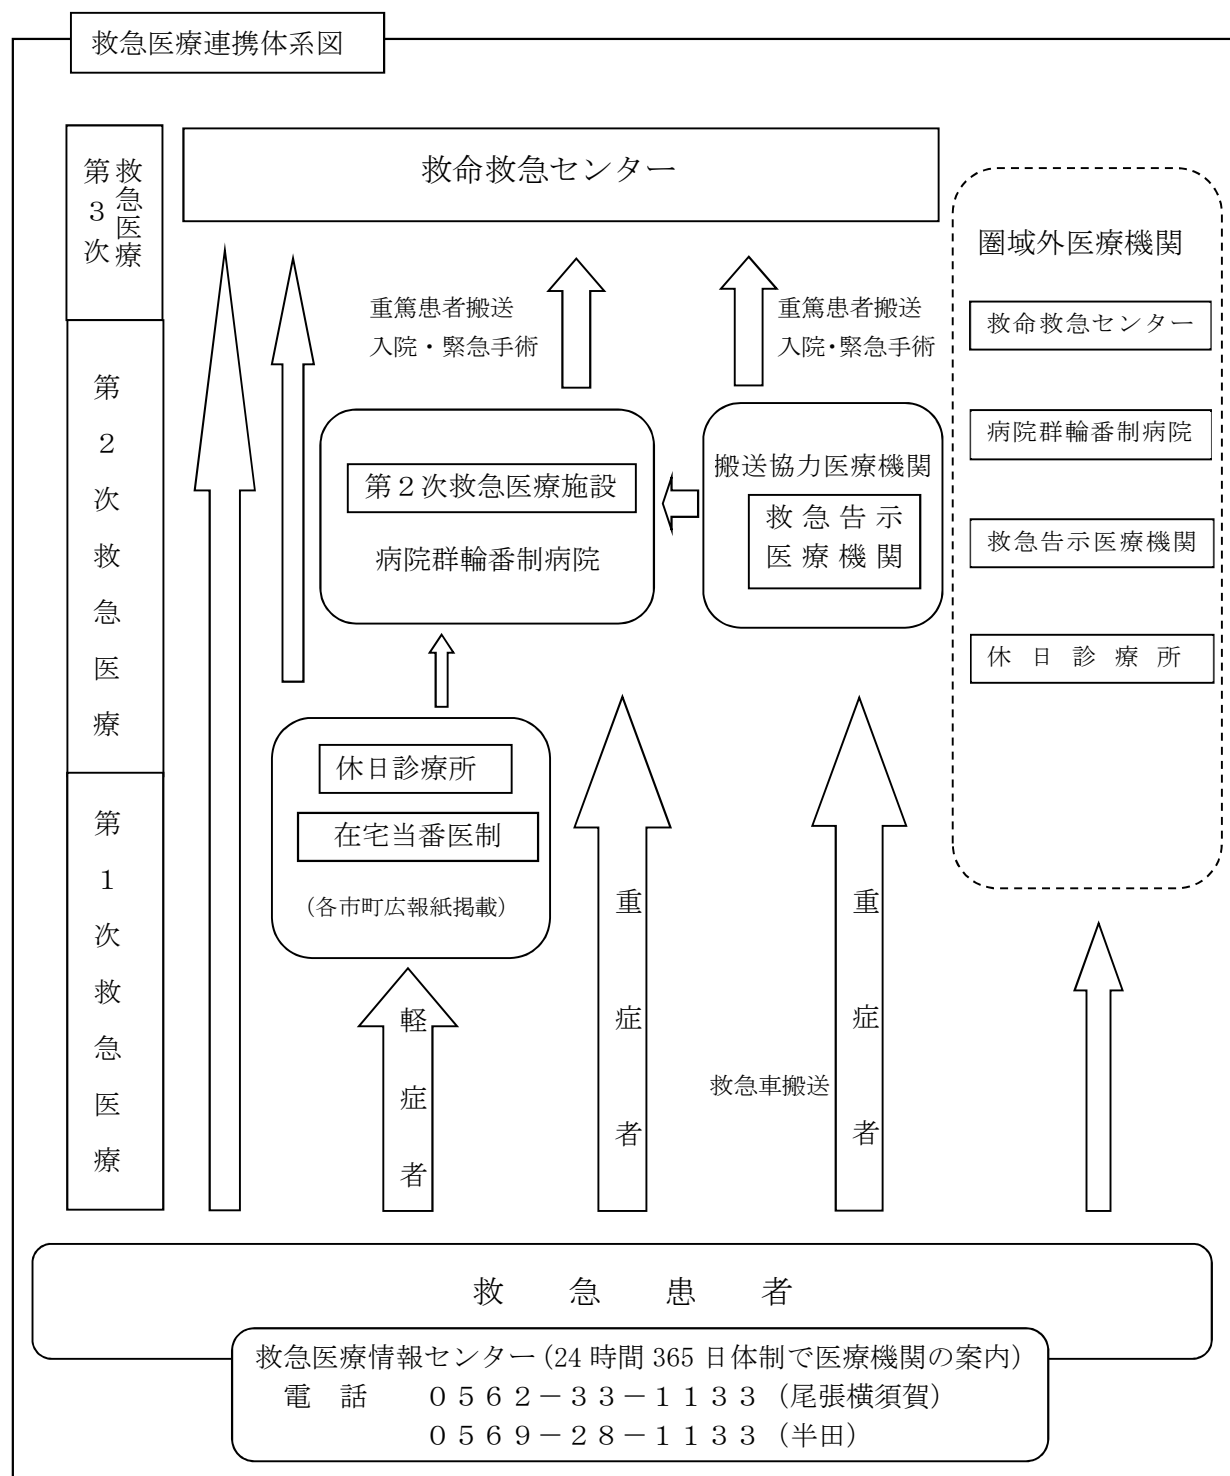 救急医療連携体系図
第３次
救急医療
救命救急センター
圏域外医療機関
重篤患者搬送
入院・緊急手術
重篤患者搬送
入院・緊急手術
救命救急センター
病院群輪番制病院
救急告示医療機関
休日診療所
第２次救急医療
第２次救急医療施設
病院群輪番制病院
搬送協力医療機関
救急告示
医療機関
休日診療所
在宅当番医制
(各市町広報紙掲載)
第１次救急医療
軽症者
重症者
救急車搬送
重症者
救急患者
救急医療情報センター(24 時間 365 日体制で医療機関の案内)
電　話　　０５６２－３３－１１３３（尾張横須賀）
０５６９－２８－１１３３（半田）